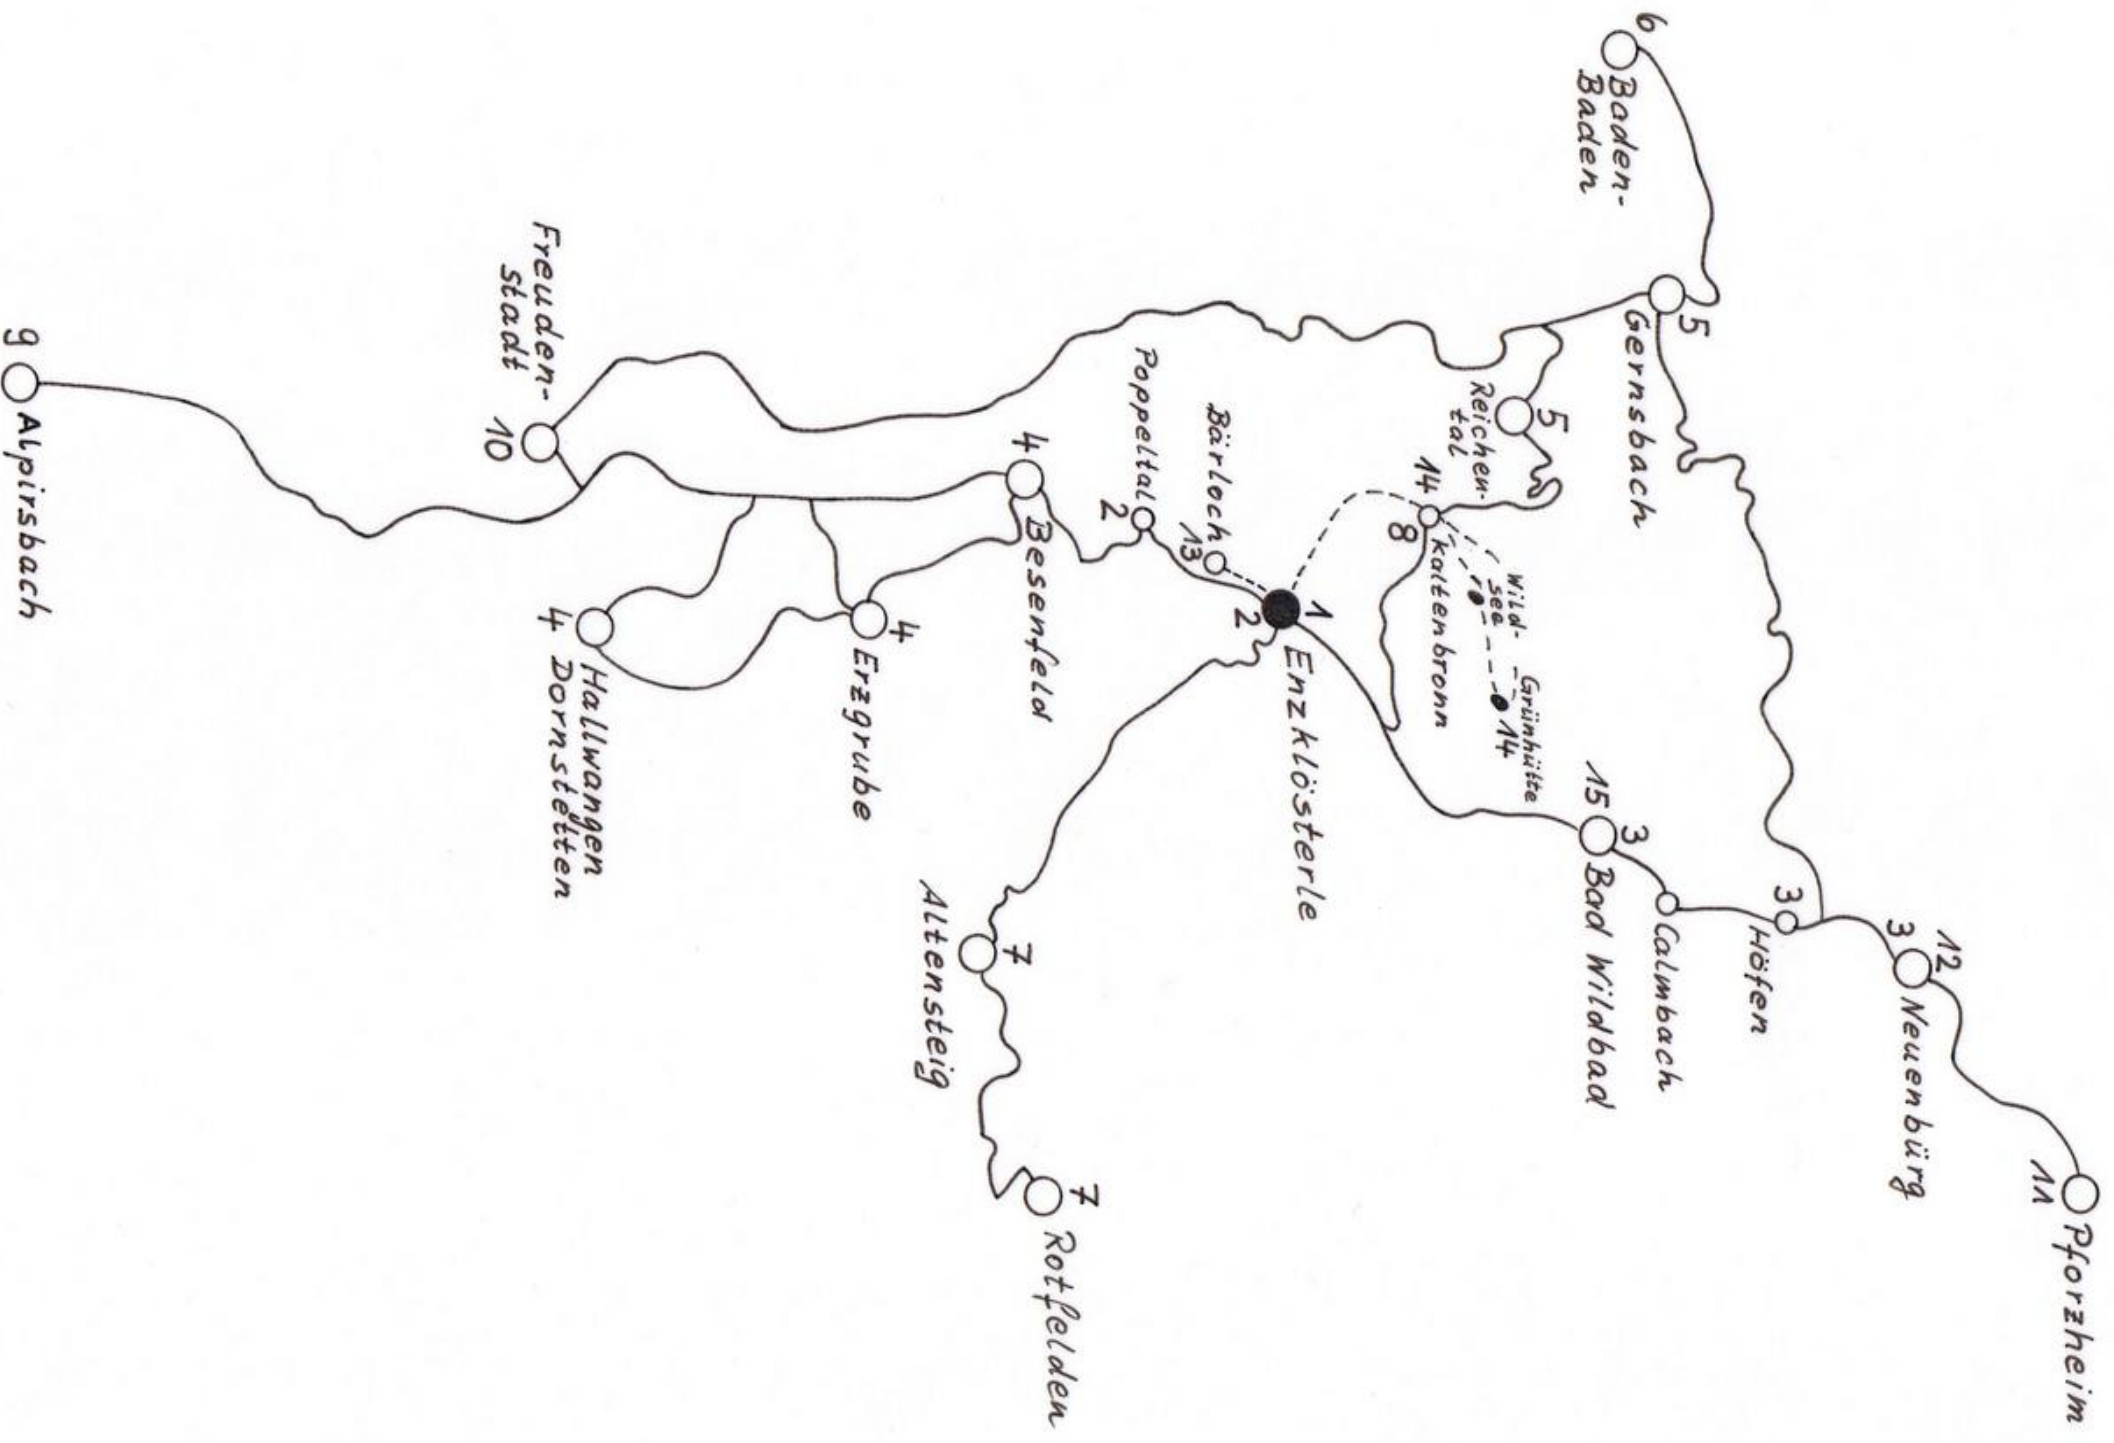 11
Pforzheim
12
3
Neuenbürg
3
Höfen
Calmbach
3
15
Bad Wildbad
5
Gernsbach
6
Baden-
Baden
5
Reichen-
tal
Wild-
see
Grünhütte
14
14
8
Kaltenbronn
1
2
Enzklösterle
Bärloch
13
Poppeltal
2
4
Besenfeld
7
Rotfelden
7
Altensteig
4
Erzgrube
4
Hallwangen
Dornstetten
Freuden-
stadt
10
9
Alpirsbach